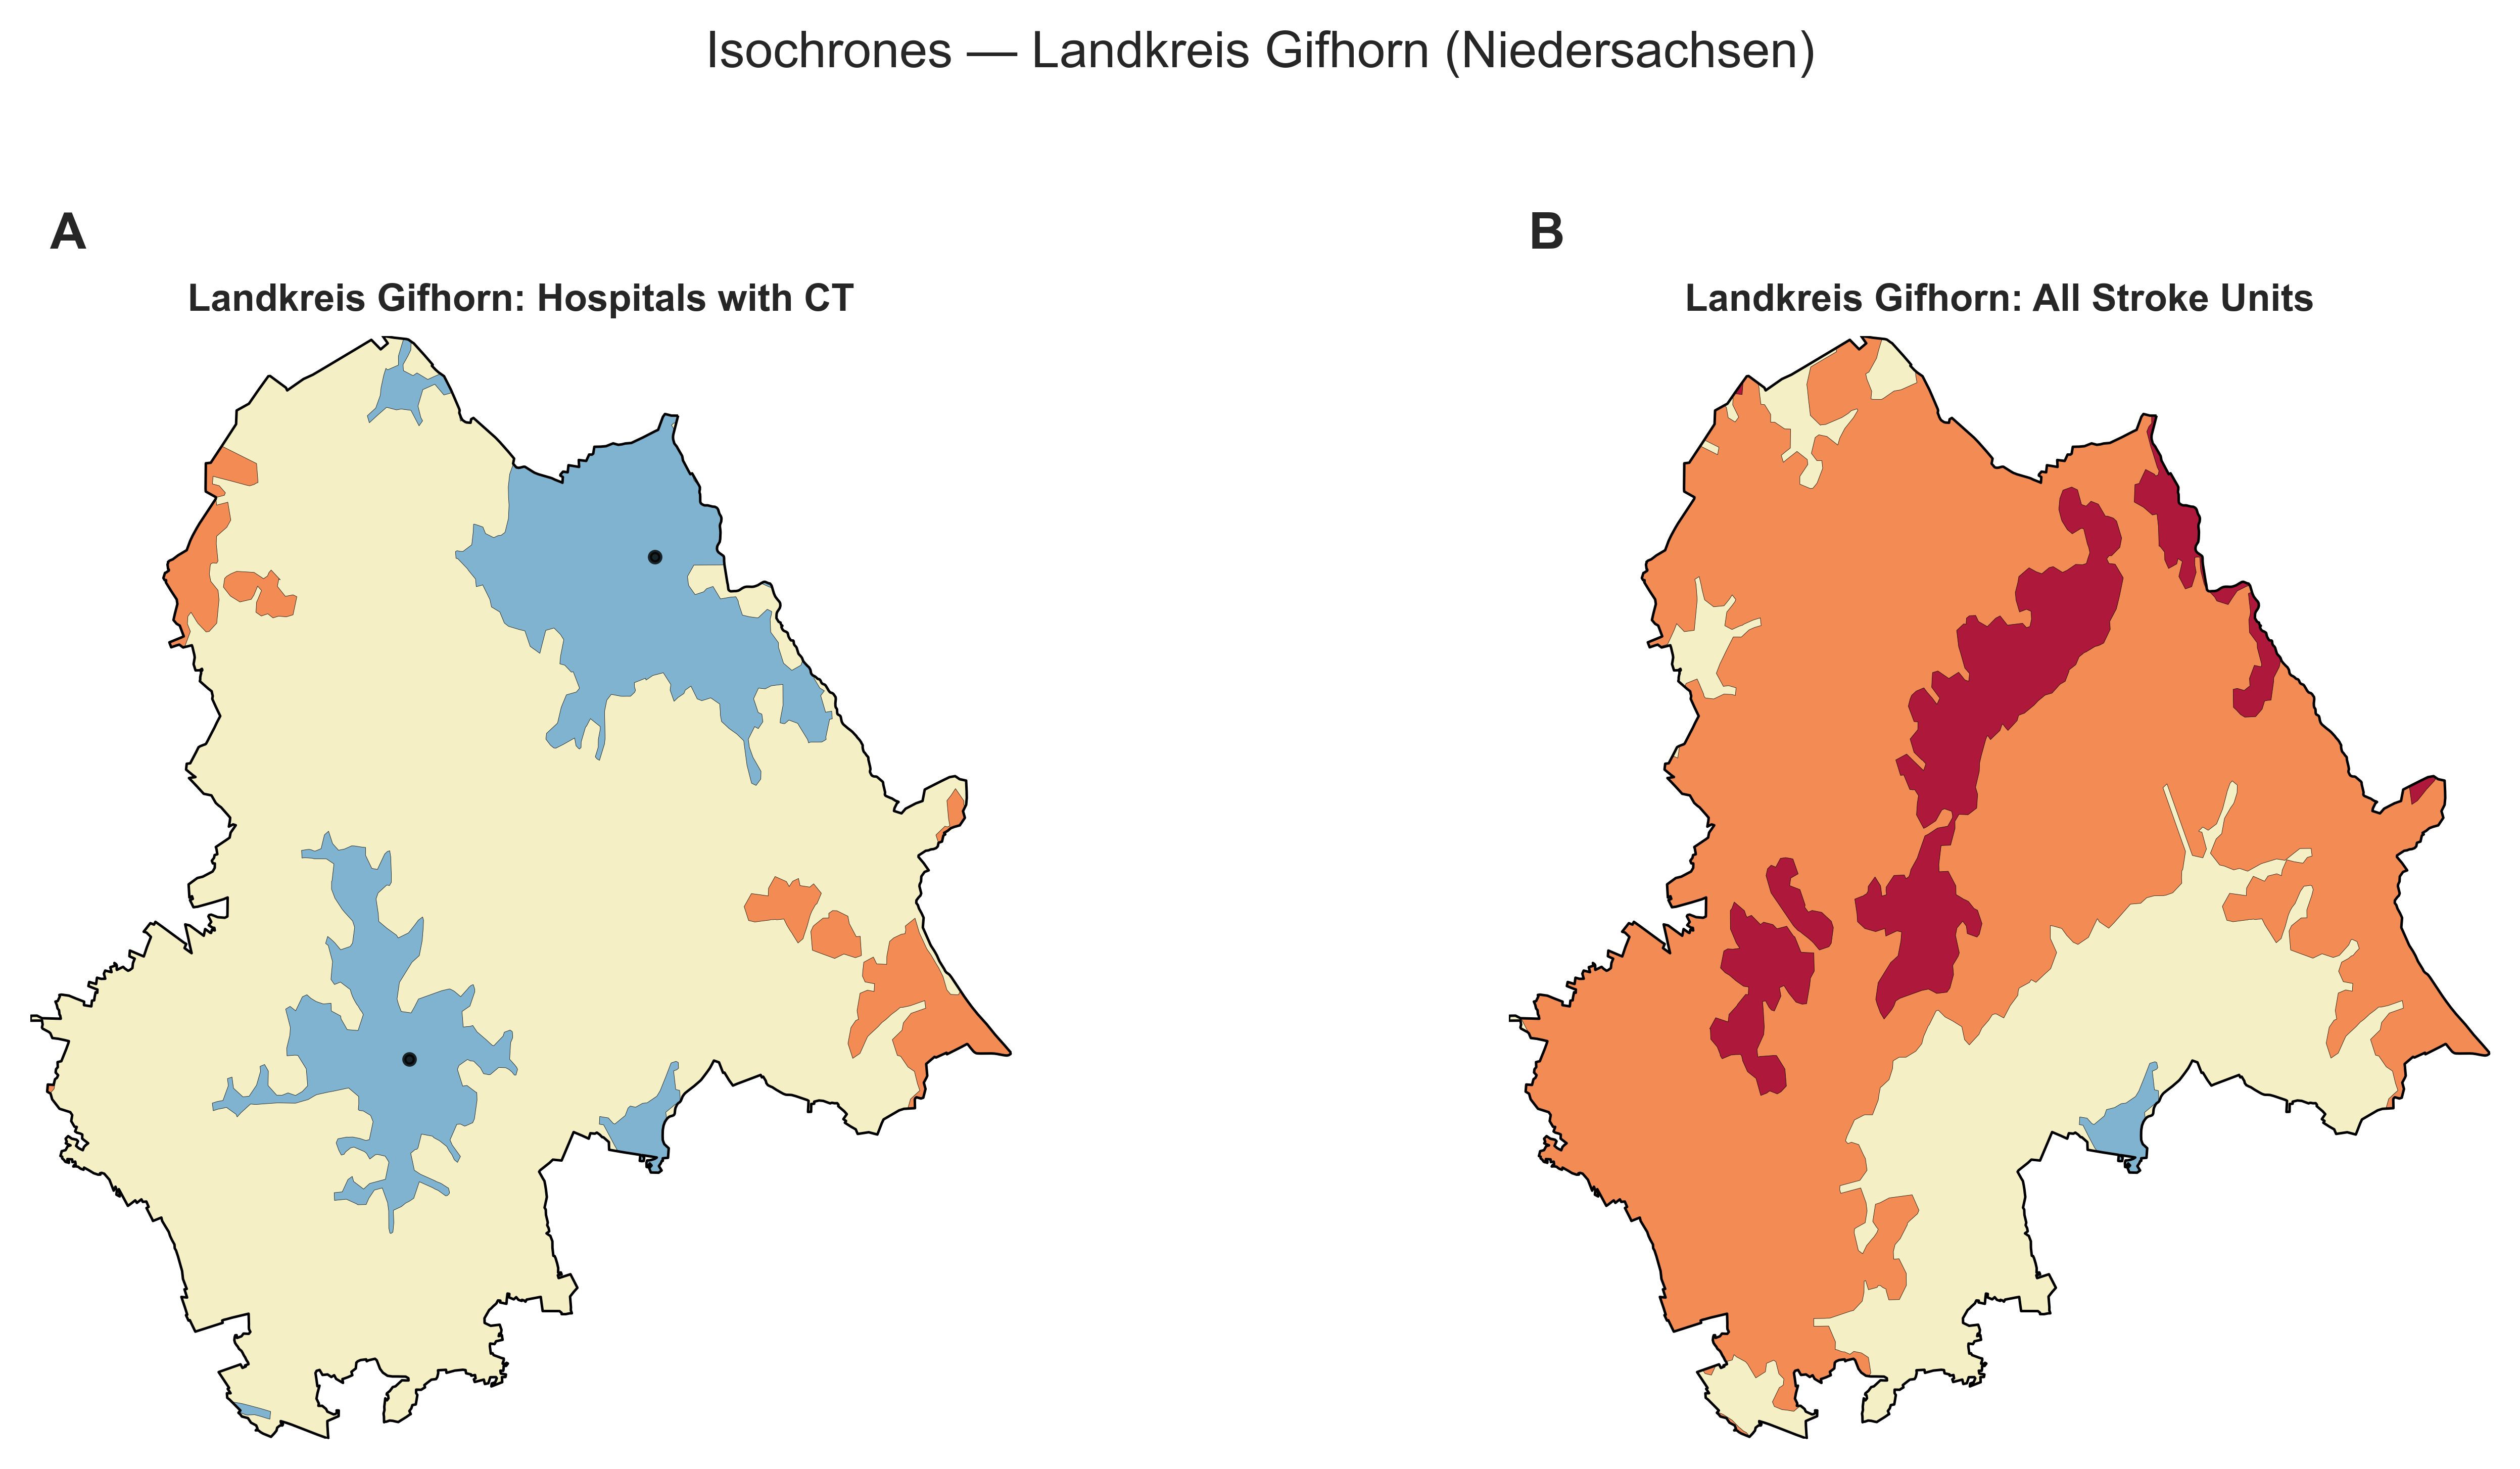 Isochrones — Landkreis Gifhorn (Niedersachsen)
A
B
Landkreis Gifhorn: Hospitals with CT
Landkreis Gifhorn: All Stroke Units